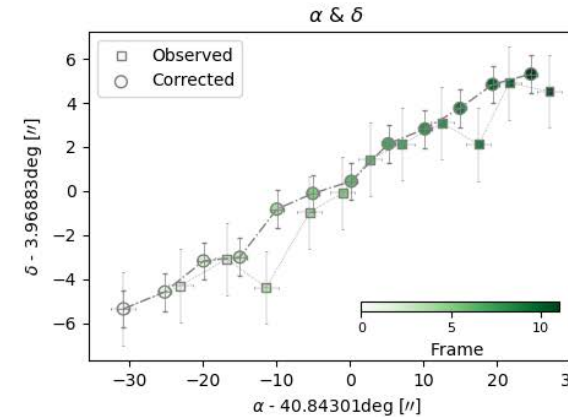 α & δ
Observed
Corrected
6
4
2
0
−2
−4
−6
δ - 3.96883deg [″]
0 5 10
Frame
−30 −20 −10 0 10 20
α - 40.84301deg [″]